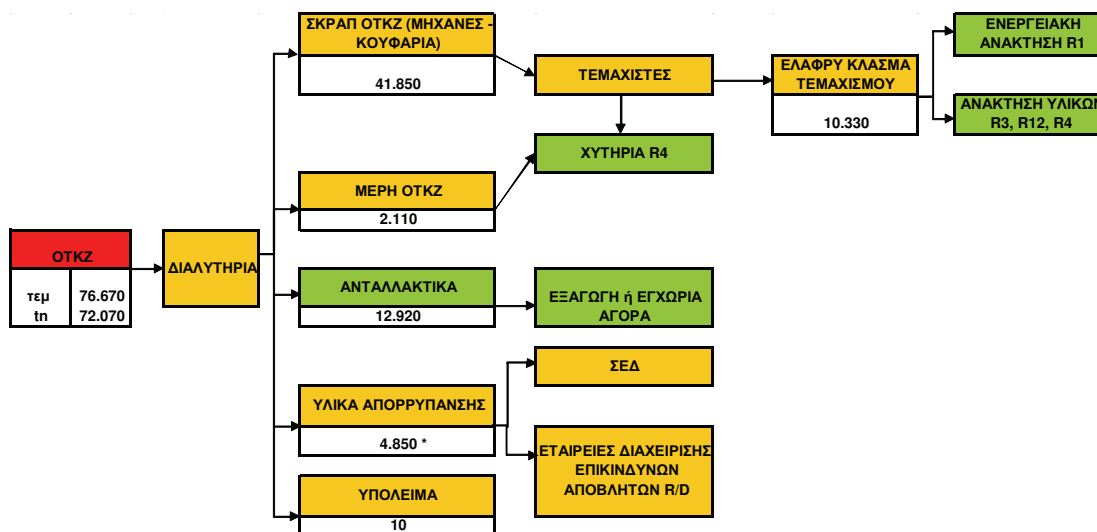 ΣΚΡΑΠ ΟΤΚΖ (ΜΗΧΑΝΕΣ -
ΚΟΥΦΑΡΙΑ)
41.850
ΤΕΜΑΧΙΣΤΕΣ
ΕΛΑΦΡΥ ΚΛΑΣΜΑ
ΤΕΜΑΧΙΣΜΟΥ
10.330
ΕΝΕΡΓΕΙΑΚΗ
ΑΝΑΚΤΗΣΗ R1
ΑΝΑΚΤΗΣΗ ΥΛΙΚΩΝ
R3, R12, R4
ΧΥΤΗΡΙΑ R4
ΜΕΡΗ ΟΤΚΖ
2.110
ΟΤΚΖ
τεμ 76.670
tn 72.070
ΔΙΑΛΥΤΗΡΙΑ
ΑΝΤΑΛΛΑΚΤΙΚΑ
12.920
ΕΞΑΓΩΓΗ ή ΕΓΧΩΡΙΑ
ΑΓΟΡΑ
ΥΛΙΚΑ ΑΠΟΡΡΥΠΑΝΣΗΣ
4.850 *
ΣΕΔ
ΕΤΑΙΡΕΙΕΣ ΔΙΑΧΕΙΡΙΣΗΣ
ΕΠΙΚΙΝΔΥΝΩΝ
ΑΠΟΒΛΗΤΩΝ R/D
ΥΠΟΛΕΙΜΑ
10